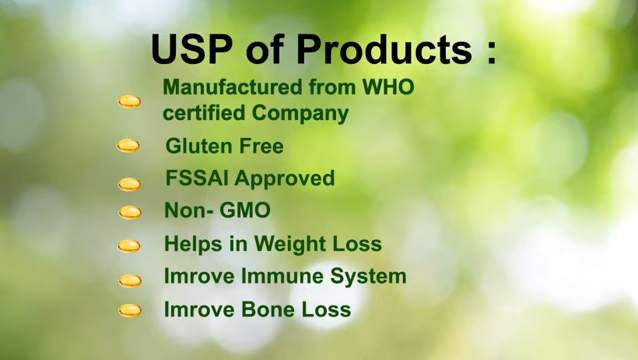 USP of Products :
Manufactured from WHO
certified Company
Gluten Free
FSSAI Approved
Non- GMO
Helps in Weight Loss
Imrove Immune System
Imrove Bone Loss